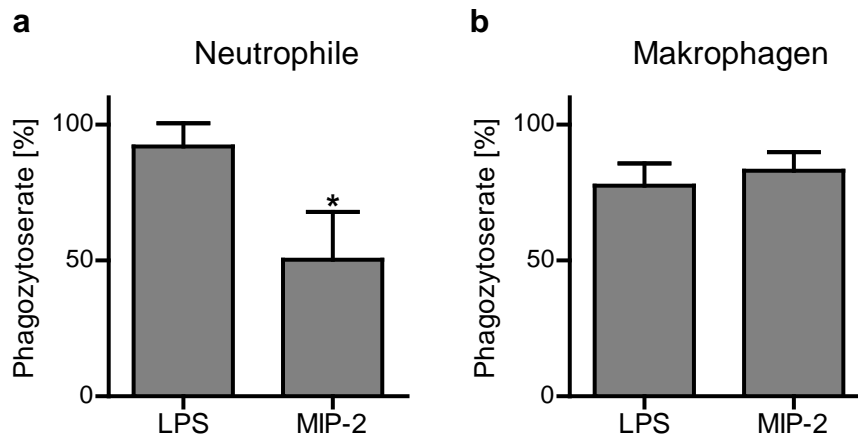 a
Neutrophile
Phagozytoserate [%]
100
50
0
*
LPS MIP-2
b
Makrophagen
Phagozytoserate [%]
100
50
0
LPS MIP-2